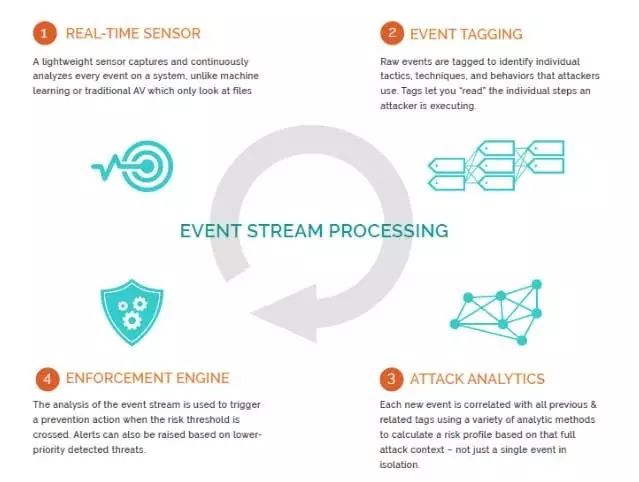 1 REAL-TIME SENSOR
A lightweight sensor captures and continuously
analyzes every event on a system, unlike machine
learning or traditional AV which only look at files
2 EVENT TAGGING
Raw events are tagged to identify individual
tactics, techniques, and behaviors that attackers
use. Tags let you “read” the individual steps an
attacker is executing.
EVENT STREAM PROCESSING
4 ENFORCEMENT ENGINE
The analysis of the event stream is used to trigger
a prevention action when the risk threshold is
crossed. Alerts can also be raised based on lower-
priority detected threats.
3 ATTACK ANALYTICS
Each new event is correlated with all previous &
related tags using a variety of analytic methods
to calculate a risk profile based on that full
attack context – not just a single event in
isolation.